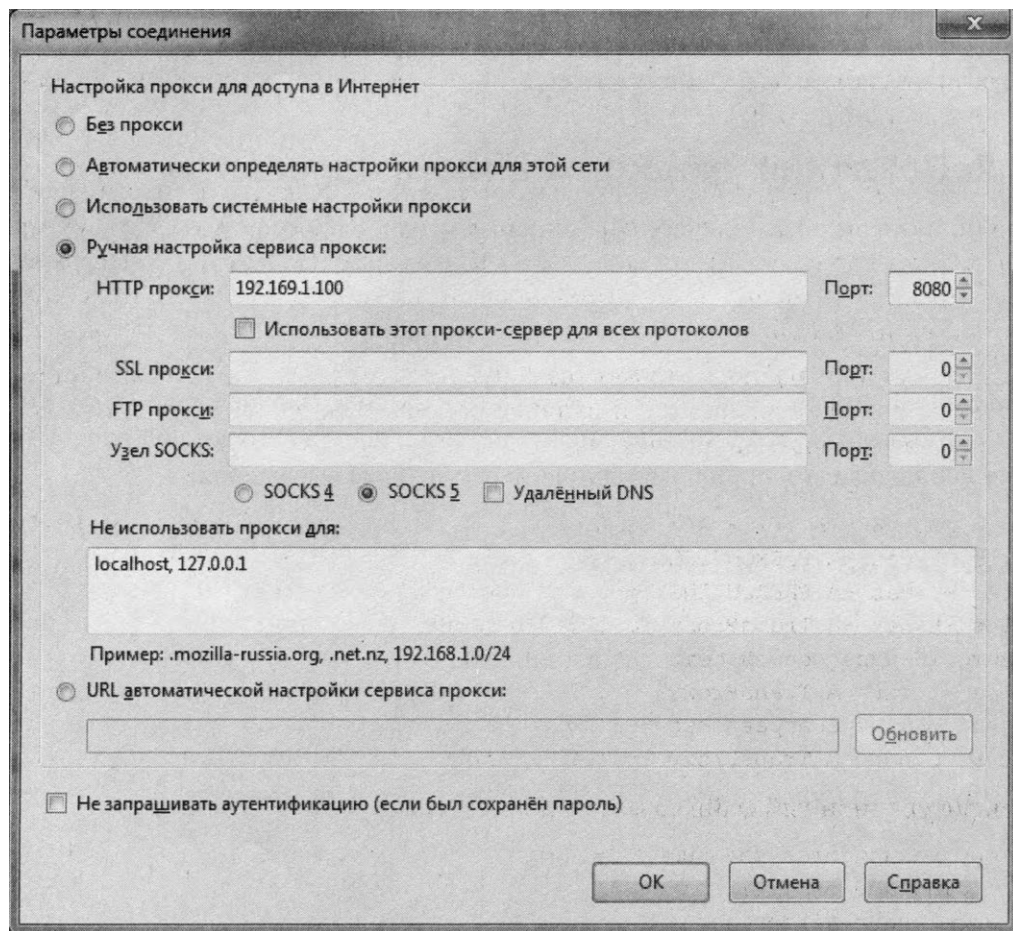 Параметры соединения
Настройка прокси для доступа в Интернет
Без прокси
Автоматически определять настройки прокси для этой сети
Использовать системные настройки прокси
Ручная настройка сервиса прокси:
HTTP прокси: 192.169.1.100 Порт: 8080
Использовать этот прокси-сервер для всех протоколов
SSL прокси: Порт: 0
FTP прокси: Порт: 0
Узел SOCKS: Порт: 0
SOCKS 4 SOCKS 5 Удалённый DNS
Не использовать прокси для:
localhost, 127.0.0.1
Пример: .mozilla-russia.org, .net.nz, 192.168.1.0/24
URL автоматической настройки сервиса прокси:
Обновить
Не запрашивать аутентификацию (если был сохранён пароль)
ОК Отмена Справка